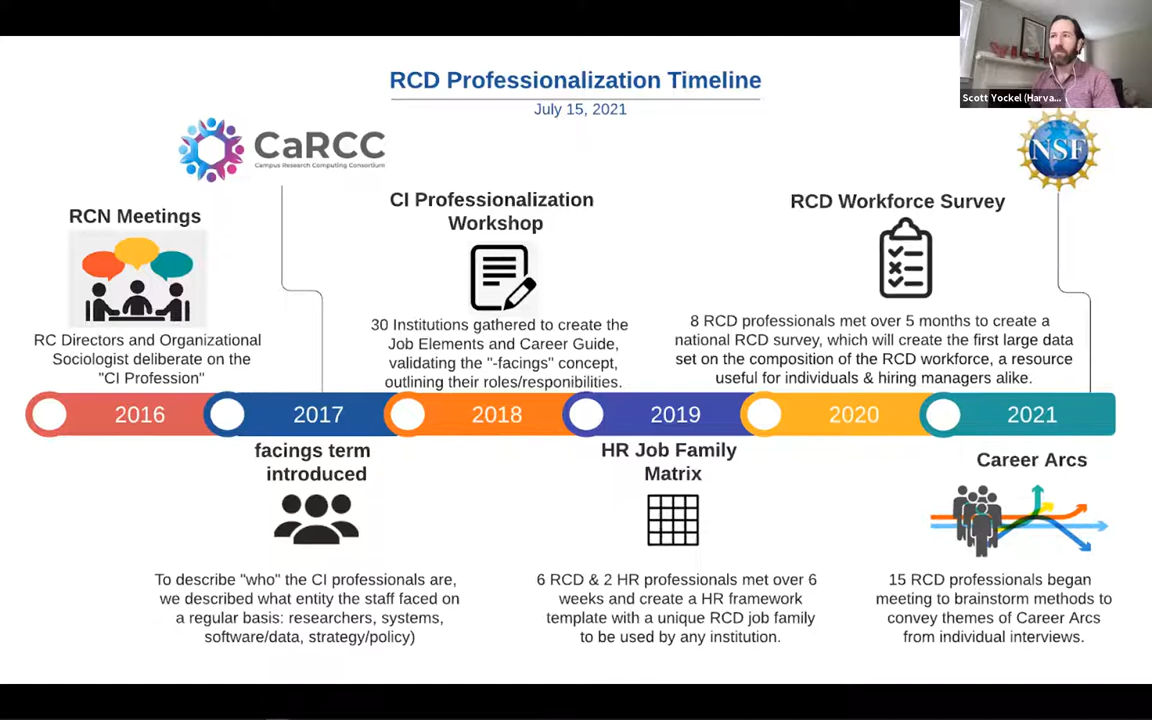 RCD Professionalization Timeline
July 15, 2021
Scott Yockel (Harva...
CaRCC
Campus Research Computing Consortium
NSF
RCN Meetings
RC Directors and Organizational
Sociologist deliberate on the
"CI Profession"
CI Professionalization
Workshop
30 Institutions gathered to create the
Job Elements and Career Guide,
validating the "-facings" concept,
outlining their roles/responibilities.
RCD Workforce Survey
8 RCD professionals met over 5 months to create a
national RCD survey, which will create the first large data
set on the composition of the RCD workforce, a resource
useful for individuals & hiring managers alike.
2016
2017
2018
2019
2020
2021
facings term
introduced
To describe "who" the CI professionals are,
we described what entity the staff faced on
a regular basis: researchers, systems,
software/data, strategy/policy)
HR Job Family
Matrix
6 RCD & 2 HR professionals met over 6
weeks and create a HR framework
template with a unique RCD job family
to be used by any institution.
Career Arcs
15 RCD professionals began
meeting to brainstorm methods to
convey themes of Career Arcs
from individual interviews.